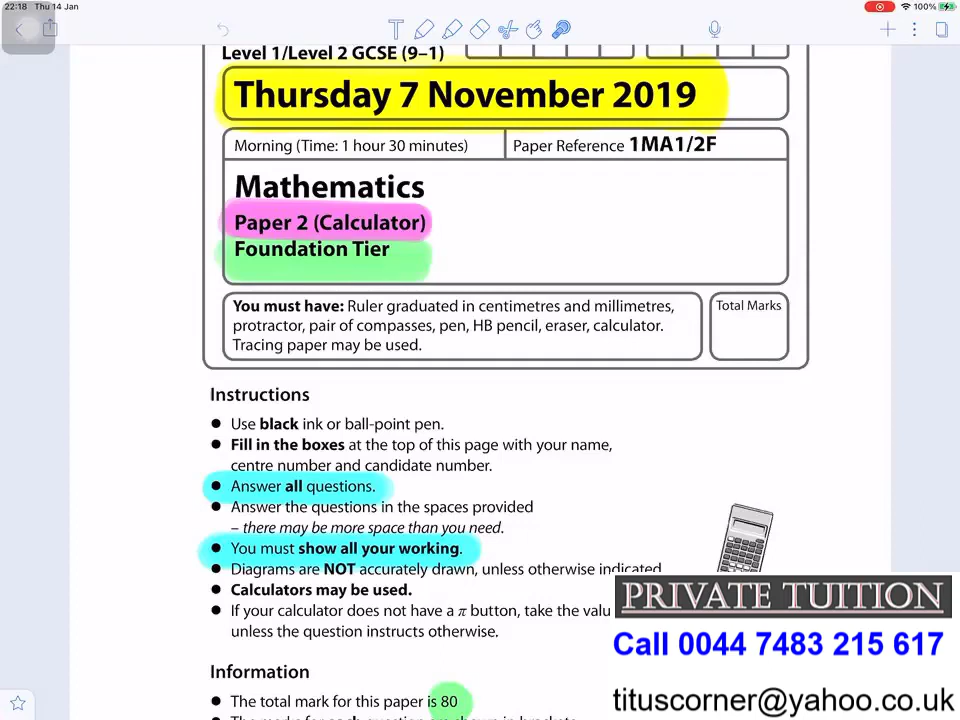 22:18 Thu 14 Jan
100%
Level 1/Level 2 GCSE (9–1)
Thursday 7 November 2019
Morning (Time: 1 hour 30 minutes)
Paper Reference 1MA1/2F
Mathematics
Paper 2 (Calculator)
Foundation Tier
You must have: Ruler graduated in centimetres and millimetres,
protractor, pair of compasses, pen, HB pencil, eraser, calculator.
Tracing paper may be used.
Total Marks
Instructions
● Use black ink or ball-point pen.
● Fill in the boxes at the top of this page with your name,
centre number and candidate number.
● Answer all questions.
● Answer the questions in the spaces provided
– there may be more space than you need.
● You must show all your working.
● Diagrams are NOT accurately drawn, unless otherwise indicated.
● Calculators may be used.
● If your calculator does not have a π button, take the valu
unless the question instructs otherwise.
PRIVATE TUITION
Call 0044 7483 215 617
tituscorner@yahoo.co.uk
Information
● The total mark for this paper is 80